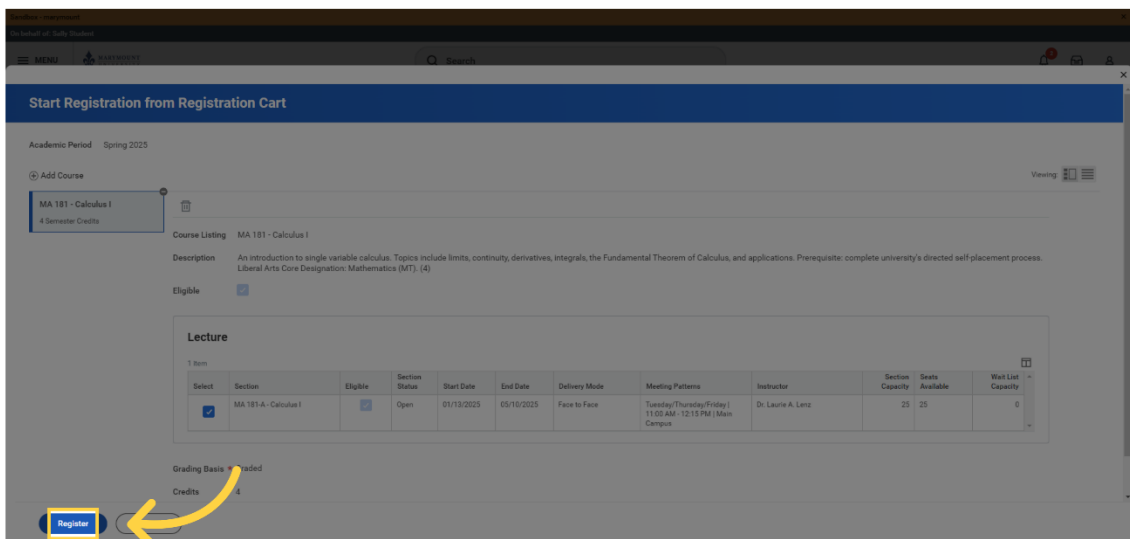 Sandbox - marymount
On behalf of: Sally Student
MENU
MARYMOUNT
Search
Start Registration from Registration Cart
Academic Period Spring 2025
Add Course
Viewing:
MA 181 - Calculus I
4 Semester Credits
Course Listing MA 181 - Calculus I
Description An introduction to single variable calculus. Topics include limits, continuity, derivatives, integrals, the Fundamental Theorem of Calculus, and applications. Prerequisite: complete university's directed self-placement process.
Liberal Arts Core Designation: Mathematics (MT). (4)
Eligible
Lecture
1 item
Select Section Eligible Section Status Start Date End Date Delivery Mode Meeting Patterns Instructor Section Capacity Seats Available Wait List Capacity
MA 181-A - Calculus I Open 01/13/2025 05/10/2025 Face to Face Tuesday/Thursday/Friday | 11:00 AM - 12:15 PM | Main Campus Dr. Laurie A. Lenz 25 25 0
Grading Basis * Graded
Credits 4
Register